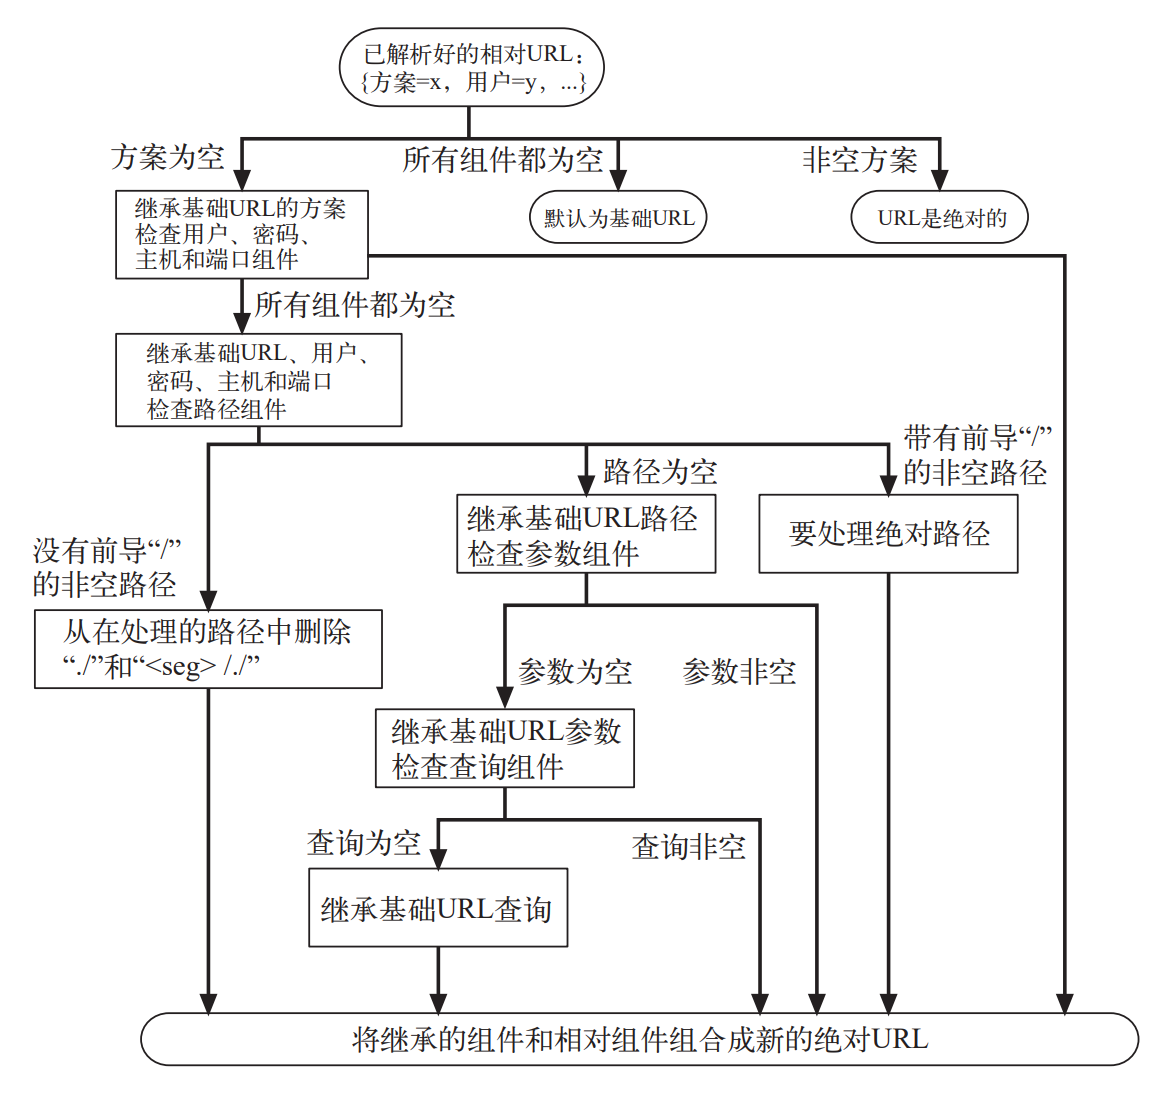 已解析好的相对URL：
{方案=x，用户=y，...}
方案为空
所有组件都为空
非空方案
继承基础URL的方案
检查用户、密码、
主机和端口组件
默认为基础URL
URL是绝对的
所有组件都为空
继承基础URL、用户、
密码、主机和端口
检查路径组件
带有前导“/”
的非空路径
路径为空
继承基础URL路径
检查参数组件
要处理绝对路径
没有前导“/”
的非空路径
从在处理的路径中删除
“./”和“<seg> /./”
参数为空
参数非空
继承基础URL参数
检查查询组件
查询为空
查询非空
继承基础URL查询
将继承的组件和相对组件组合成新的绝对URL